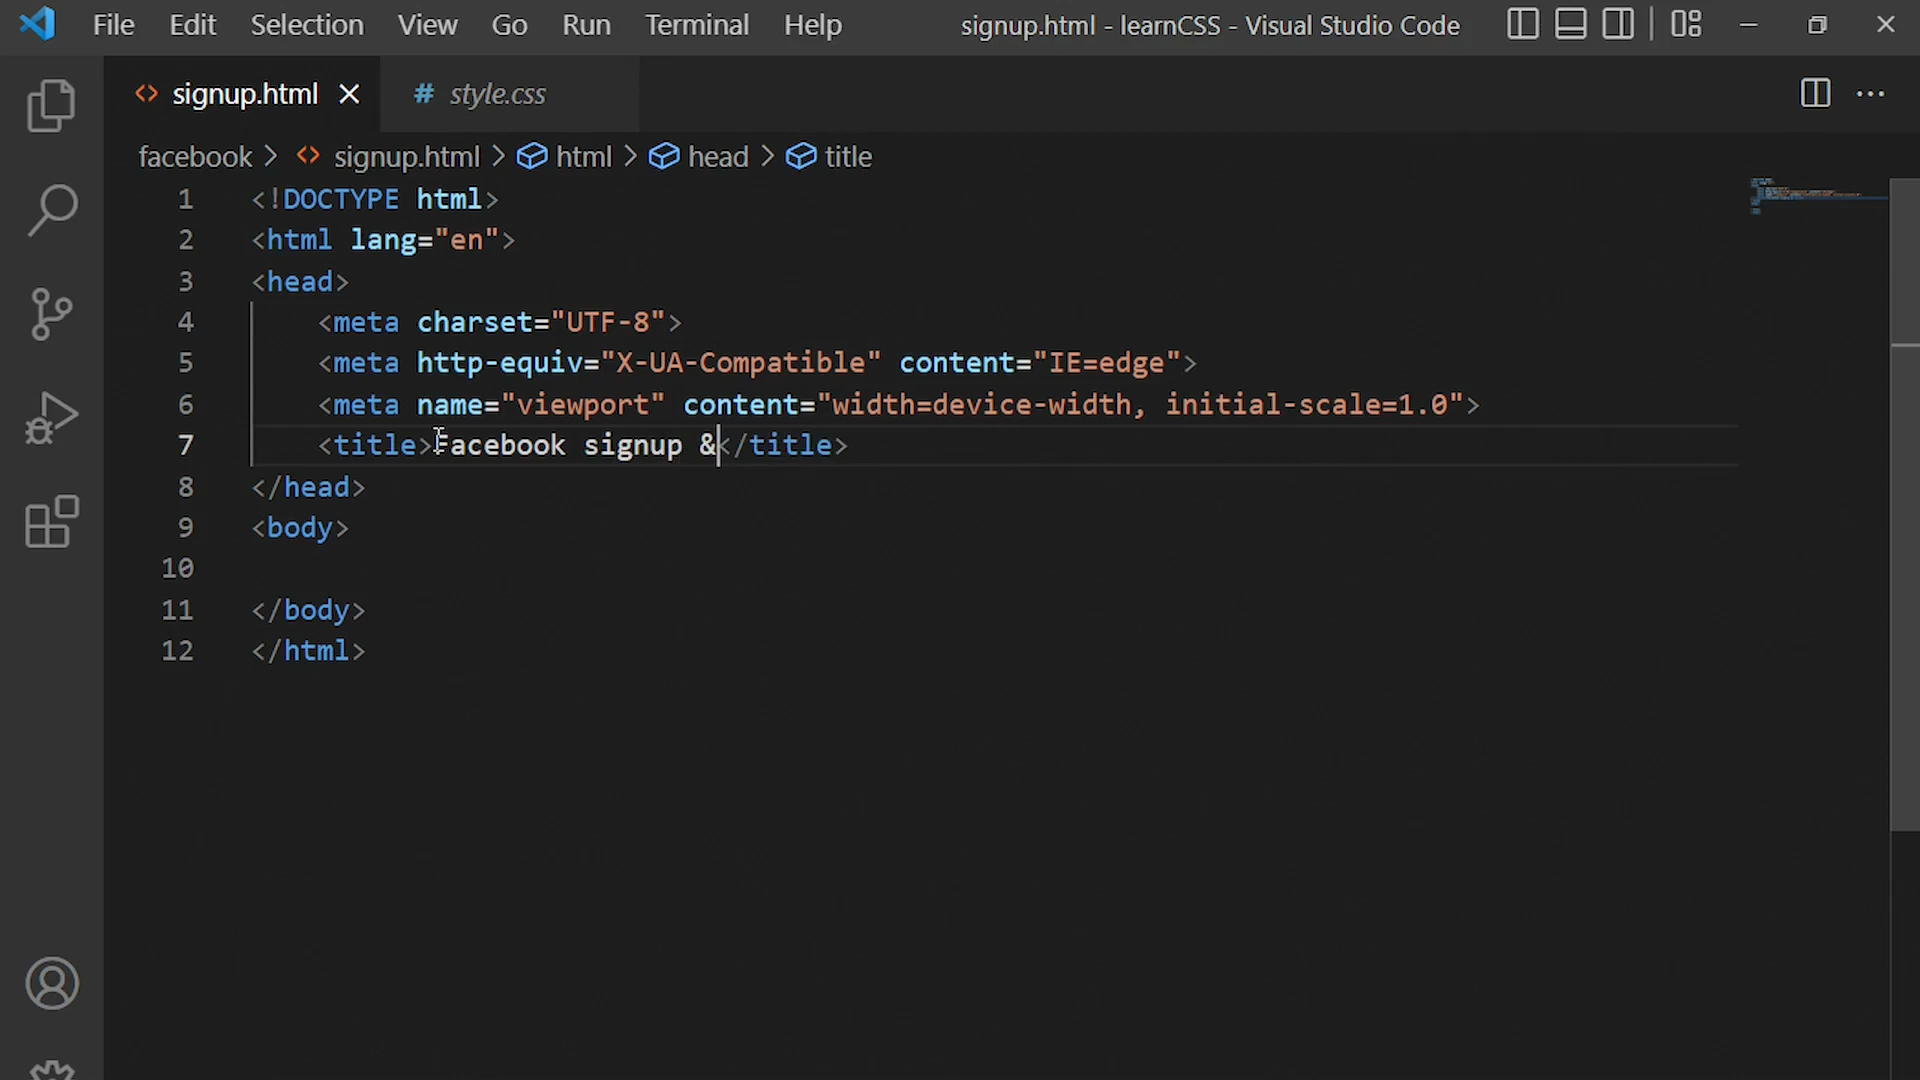 File Edit Selection View Go Run Terminal Help signup.html - learnCSS - Visual Studio Code
signup.html # style.css
facebook > signup.html > html > head > title
1 <!DOCTYPE html>
2 <html lang="en">
3 <head>
4 <meta charset="UTF-8">
5 <meta http-equiv="X-UA-Compatible" content="IE=edge">
6 <meta name="viewport" content="width=device-width, initial-scale=1.0">
7 <title>Facebook signup &</title>
8 </head>
9 <body>
10
11 </body>
12 </html>